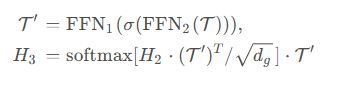 𝒯′ = FFN₁(σ(FFN₂(𝒯))),
H₃ = softmax[H₂ · (𝒯′)ᵀ/√d_g] · 𝒯′